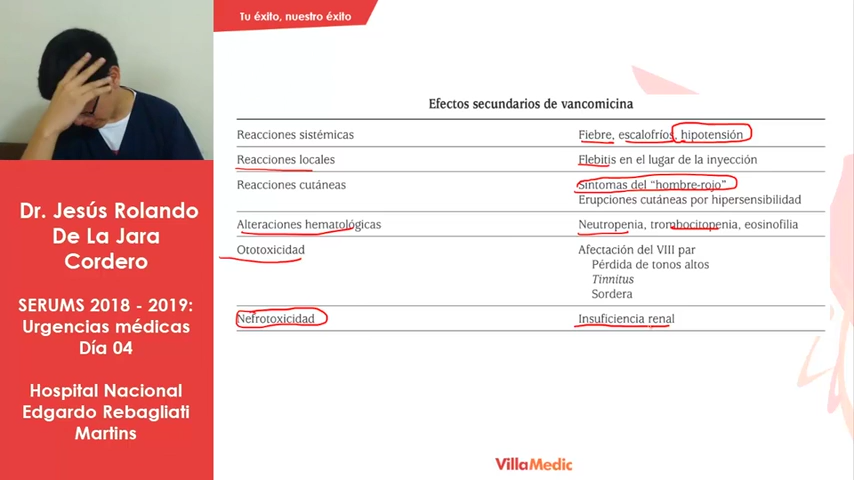 Tu éxito, nuestro éxito
Efectos secundarios de vancomicina
Reacciones sistémicas Fiebre, escalofríos, hipotensión
Reacciones locales Flebitis en el lugar de la inyección
Reacciones cutáneas Síntomas del “hombre-rojo”
Erupciones cutáneas por hipersensibilidad
Alteraciones hematológicas Neutropenia, trombocitopenia, eosinofilia
Ototoxicidad Afectación del VIII par
Pérdida de tonos altos
Tinnitus
Sordera
Nefrotoxicidad Insuficiencia renal
Dr. Jesús Rolando
De La Jara
Cordero
SERUMS 2018 - 2019:
Urgencias médicas
Día 04
Hospital Nacional
Edgardo Rebagliati
Martins
VillaMedic